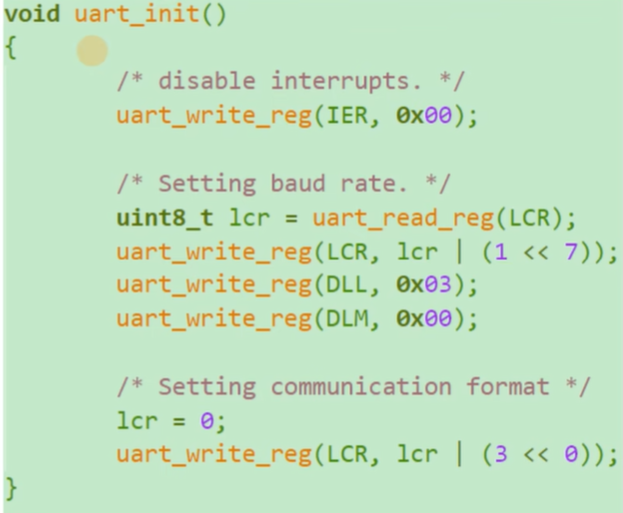 void uart_init()
{
        /* disable interrupts. */
        uart_write_reg(IER, 0x00);

        /* Setting baud rate. */
        uint8_t lcr = uart_read_reg(LCR);
        uart_write_reg(LCR, lcr | (1 << 7));
        uart_write_reg(DLL, 0x03);
        uart_write_reg(DLM, 0x00);

        /* Setting communication format */
        lcr = 0;
        uart_write_reg(LCR, lcr | (3 << 0));
}